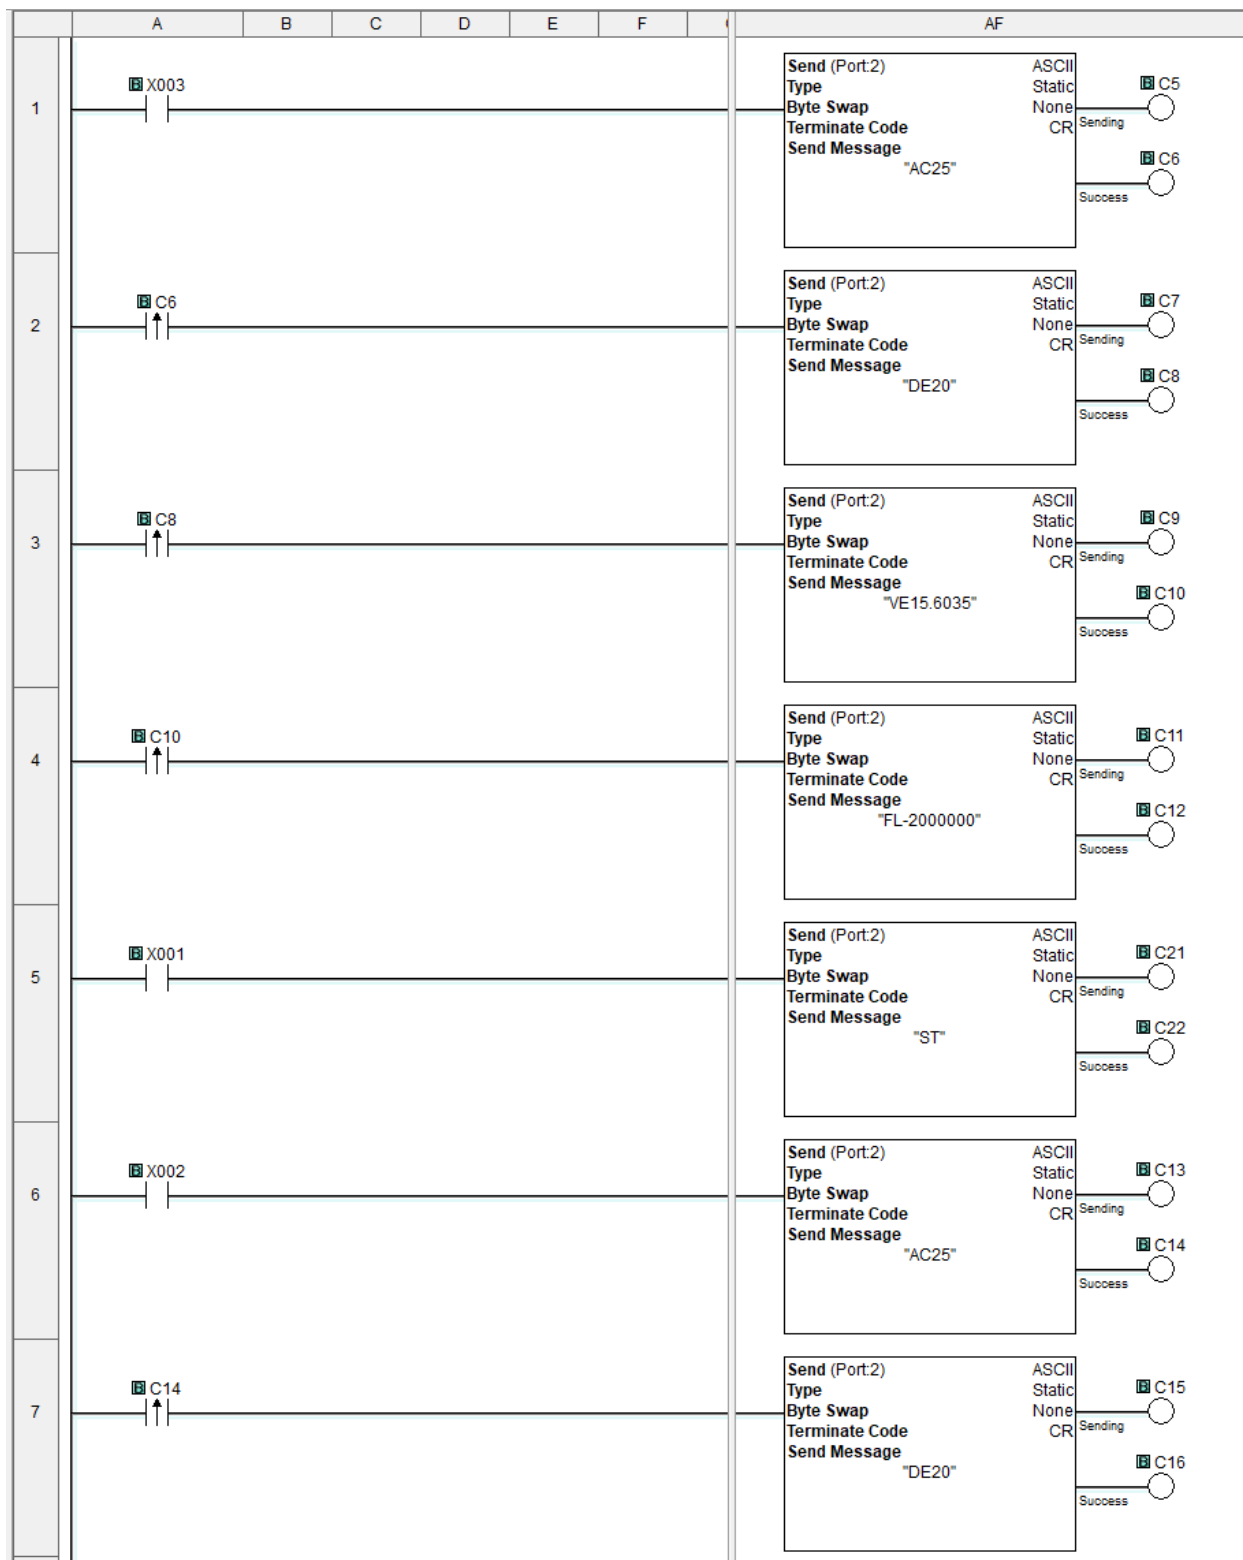 A B C D E F AF
1
B X003
Send (Port:2) ASCII
Type Static
Byte Swap None
Terminate Code CR
Send Message
"AC25"
B C5
Sending
B C6
Success
2
B C6
Send (Port:2) ASCII
Type Static
Byte Swap None
Terminate Code CR
Send Message
"DE20"
B C7
Sending
B C8
Success
3
B C8
Send (Port:2) ASCII
Type Static
Byte Swap None
Terminate Code CR
Send Message
"VE15.6035"
B C9
Sending
B C10
Success
4
B C10
Send (Port:2) ASCII
Type Static
Byte Swap None
Terminate Code CR
Send Message
"FL-2000000"
B C11
Sending
B C12
Success
5
B X001
Send (Port:2) ASCII
Type Static
Byte Swap None
Terminate Code CR
Send Message
"ST"
B C21
Sending
B C22
Success
6
B X002
Send (Port:2) ASCII
Type Static
Byte Swap None
Terminate Code CR
Send Message
"AC25"
B C13
Sending
B C14
Success
7
B C14
Send (Port:2) ASCII
Type Static
Byte Swap None
Terminate Code CR
Send Message
"DE20"
B C15
Sending
B C16
Success